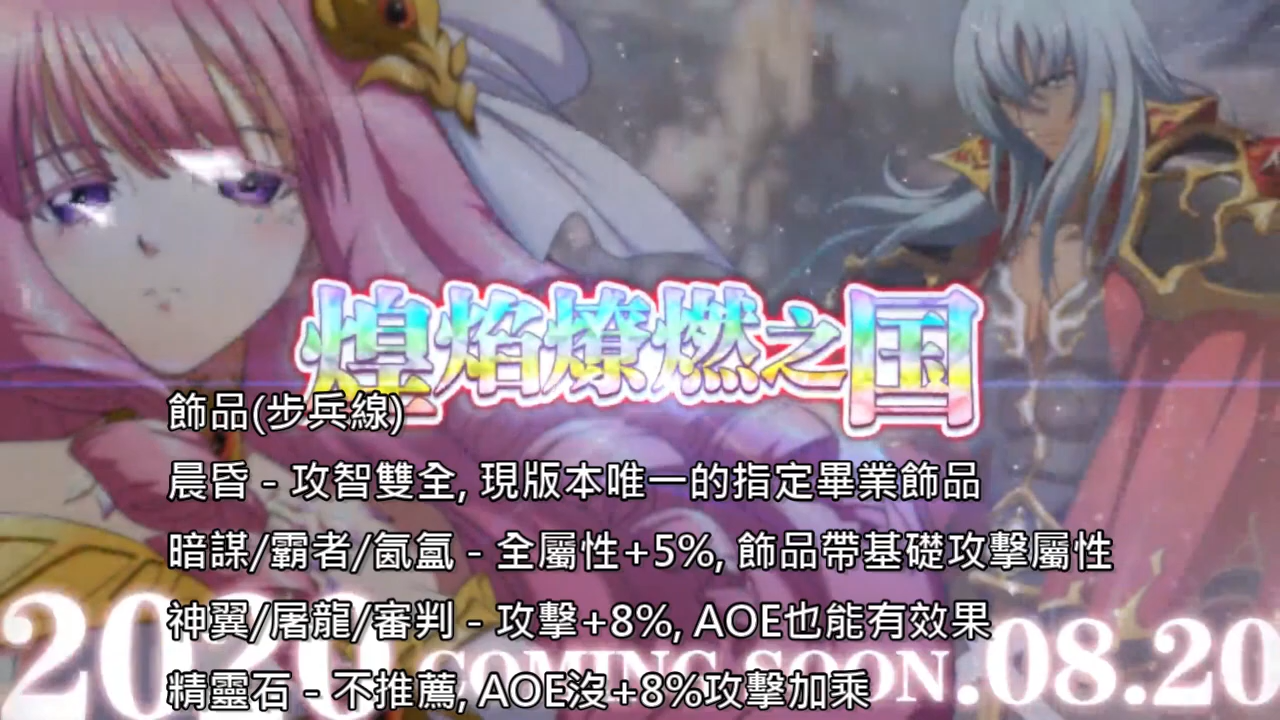 煌焰燎燃之国
飾品(步兵線)
晨昏 - 攻智雙全, 現版本唯一的指定畢業飾品
暗謀/霸者/氤氳 - 全屬性+5%, 飾品帶基礎攻擊屬性
神翼/屠龍/審判 - 攻擊+8%, AOE也能有效果
2020 COMING SOON.08.20
精靈石 - 不推薦, AOE沒+8%攻擊加乘